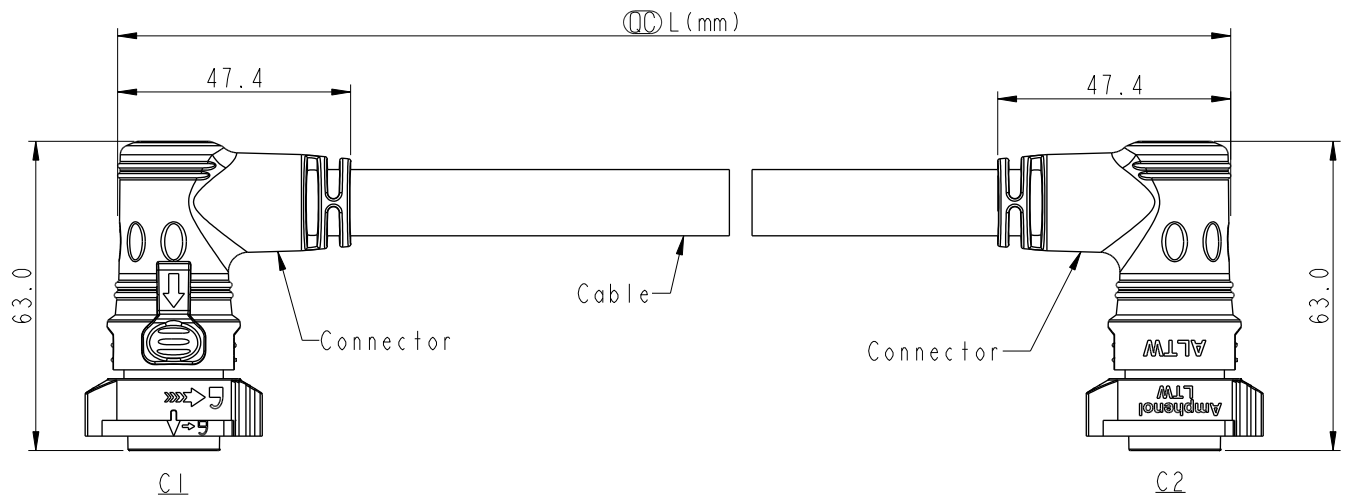 QC L(mm)
47.4
47.4
63.0
63.0
Cable
Connector
Connector
ALTW
Amphenol
LTW
C1
C2